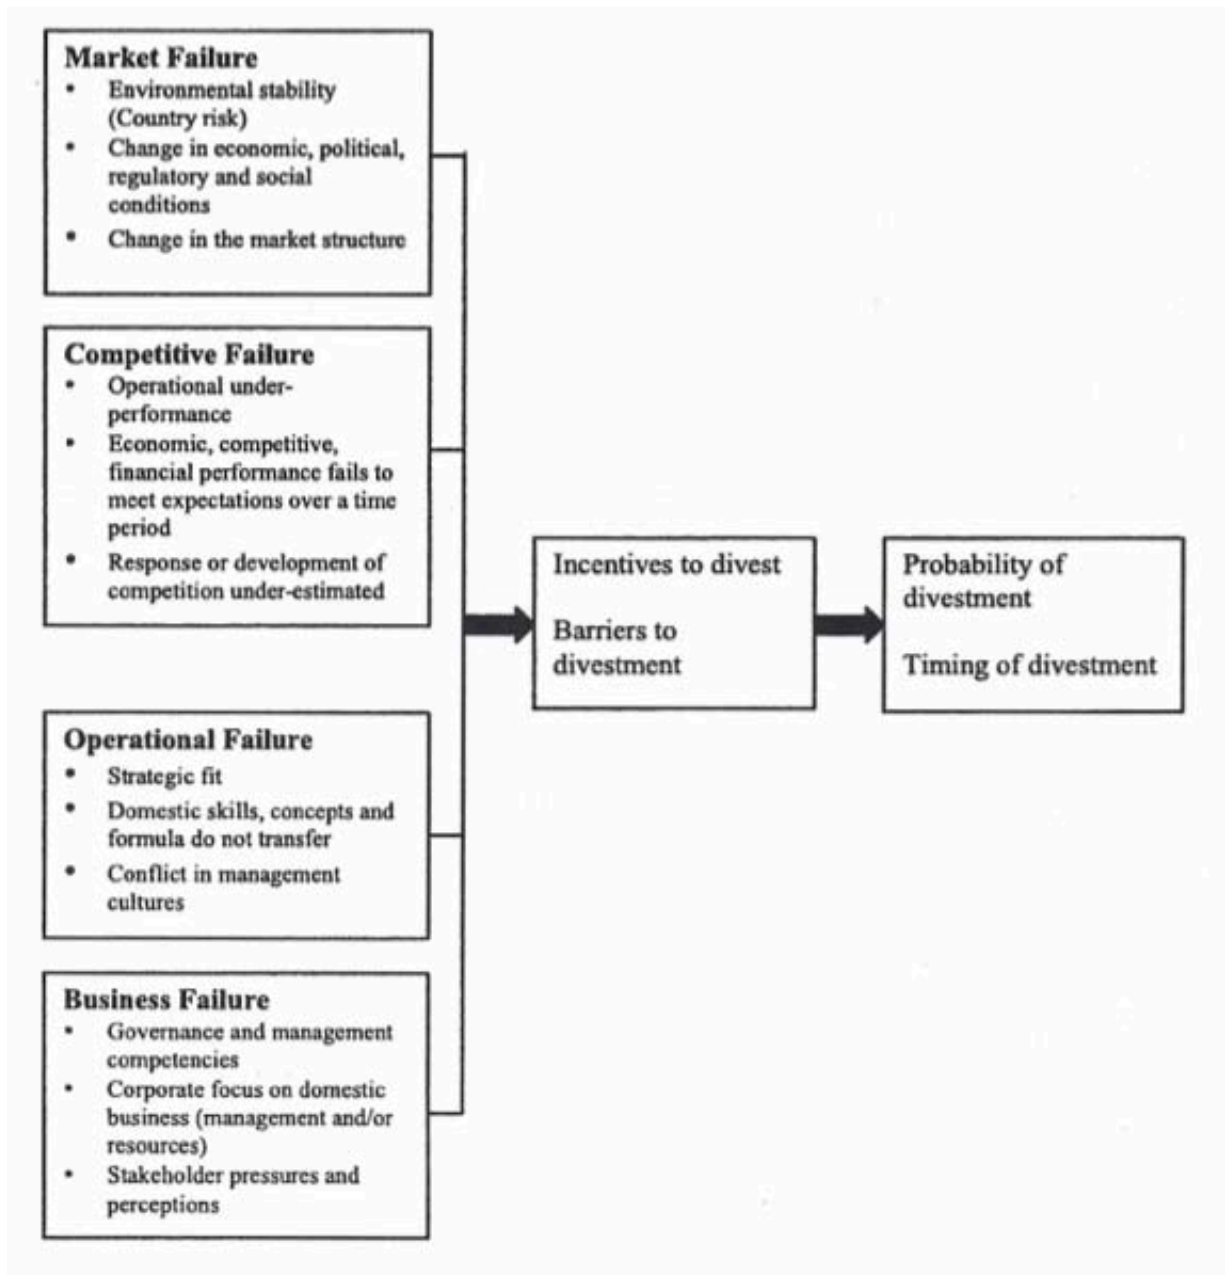 Market Failure
• Environmental stability
(Country risk)
• Change in economic, political,
regulatory and social
conditions
• Change in the market structure
Competitive Failure
• Operational under-
performance
• Economic, competitive,
financial performance fails to
meet expectations over a time
period
• Response or development of
competition under-estimated
Incentives to divest
Barriers to
divestment
Probability of
divestment
Timing of divestment
Operational Failure
• Strategic fit
• Domestic skills, concepts and
formula do not transfer
• Conflict in management
cultures
Business Failure
• Governance and management
competencies
• Corporate focus on domestic
business (management and/or
resources)
• Stakeholder pressures and
perceptions